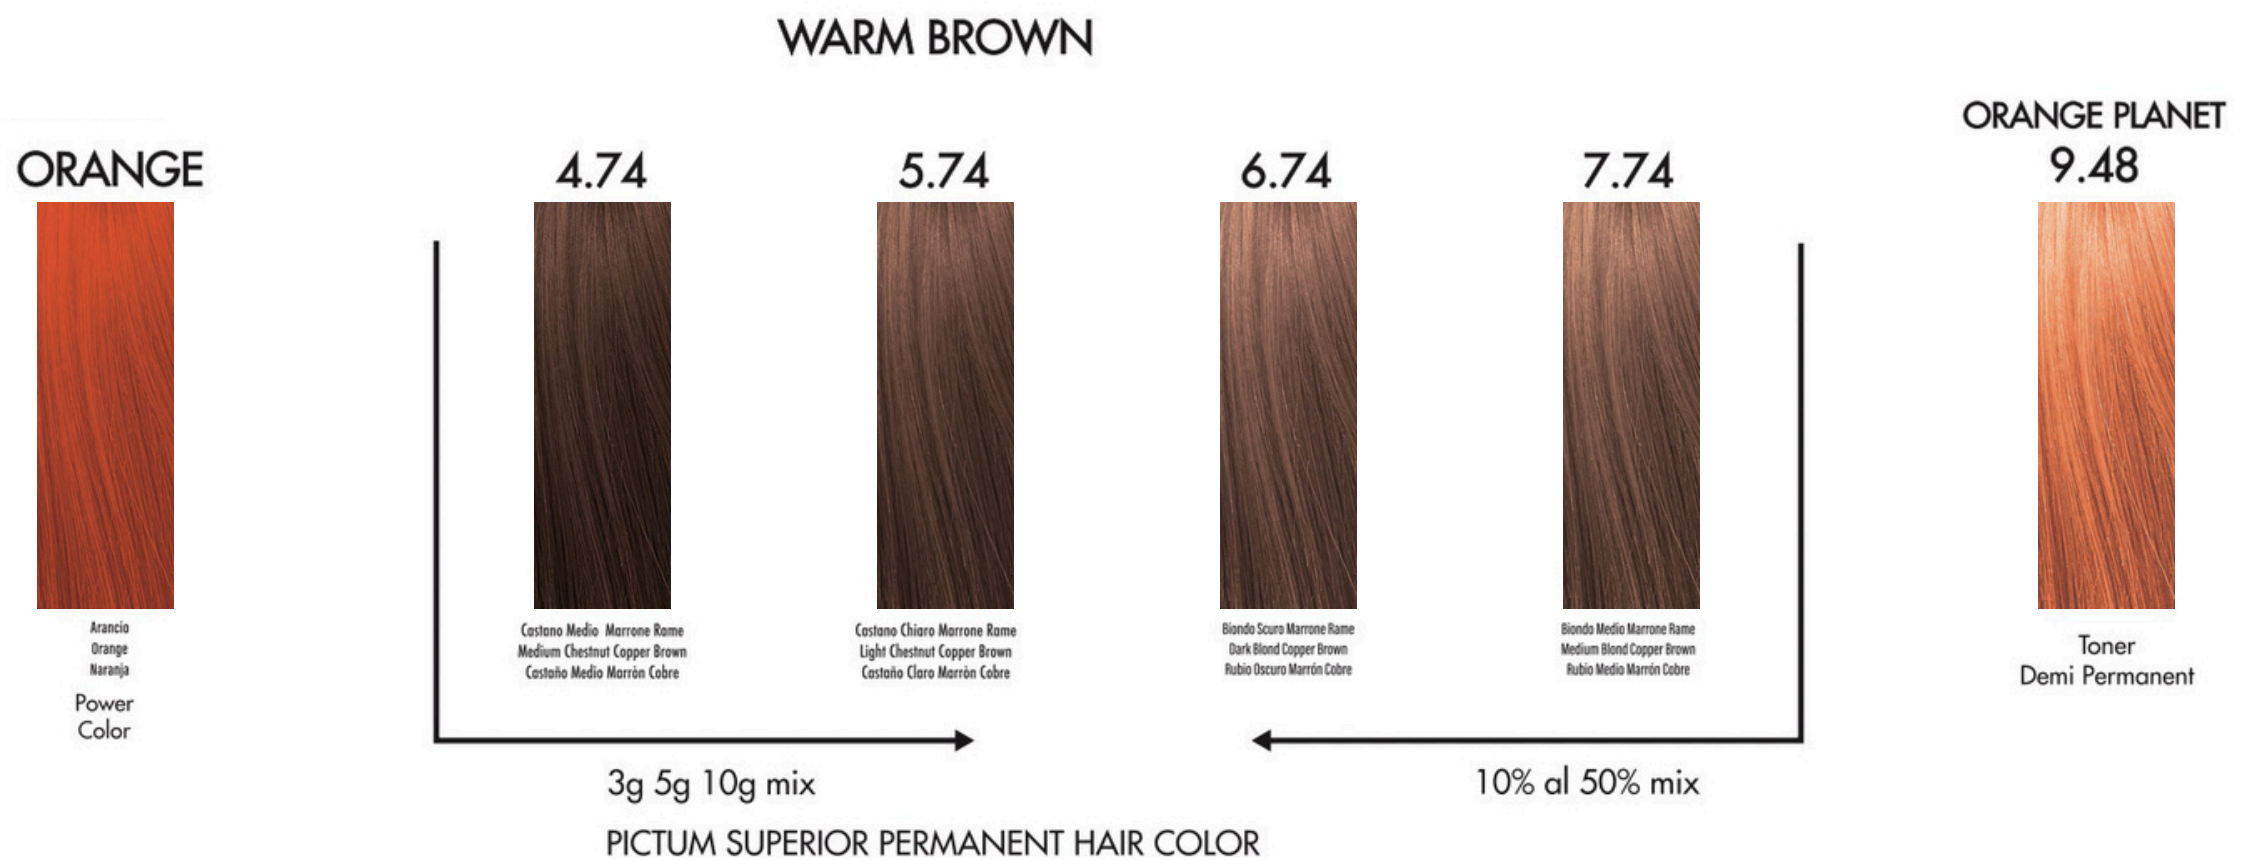 WARM BROWN
ORANGE
4.74
5.74
6.74
7.74
ORANGE PLANET
9.48
Arancio
Orange
Naranja
Power
Color
Castano Medio Marrone Rame
Medium Chestnut Copper Brown
Castaño Medio Marròn Cobre
Castano Chiaro Marrone Rame
Light Chestnut Copper Brown
Castaño Claro Marròn Cobre
Biondo Scuro Marrone Rame
Dark Blond Copper Brown
Rubio Oscuro Marrón Cobre
Biondo Medio Marrone Rame
Medium Blond Copper Brown
Rubio Medio Marrón Cobre
Toner
Demi Permanent
3g 5g 10g mix
10% al 50% mix
PICTUM SUPERIOR PERMANENT HAIR COLOR